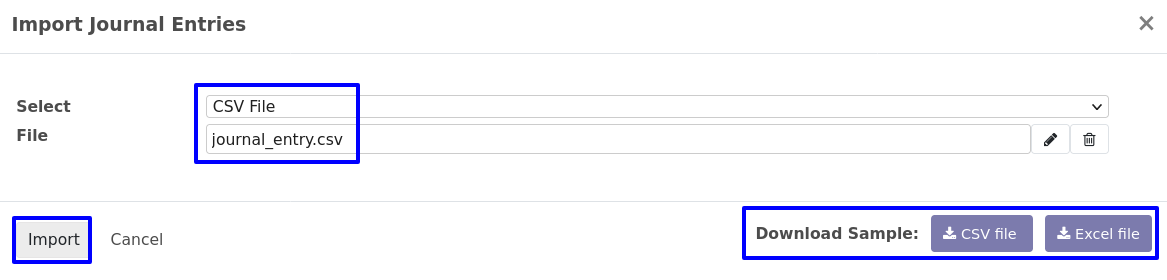 Import Journal Entries
Select CSV File
File journal_entry.csv
Import Cancel Download Sample: CSV file Excel file